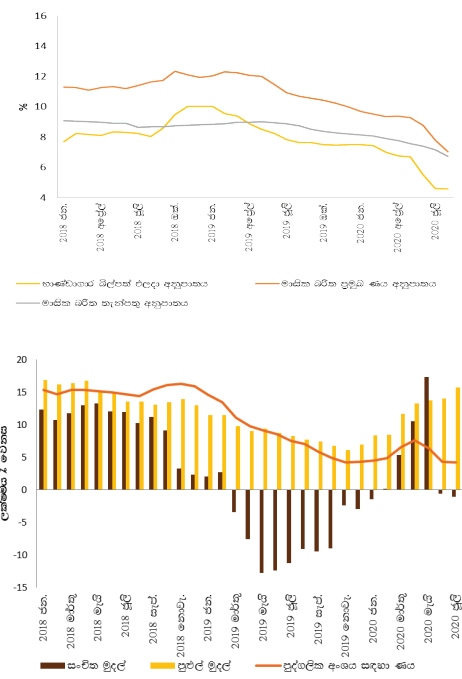 16
14
12
10
8
6
4
%
2018 ජන.
2018 අප්‍රේල්
2018 ජූලි
2018 ඔක්.
2019 ජන.
2019 අප්‍රේල්
2019 ජූලි
2019 ඔක්.
2020 ජන.
2020 අප්‍රේල්
2020 ජූලි
භාණ්ඩාගාර බිල්පත් ඵලදා අනුපාතය
මාසික බරිත ප්‍රමුඛ ණය අනුපාතය
මාසික බරිත තැන්පතු අනුපාතය
20
15
10
5
0
-5
-10
-15
ලක්ෂමය / වෙනස
2018 ජන.
2018 මාර්තු
2018 මැයි
2018 ජූලි
2018 සැප්.
2018 නොවැ.
2019 ජන.
2019 මාර්තු
2019 මැයි
2019 ජූලි
2019 සැප්.
2019 නොවැ.
2020 ජන.
2020 මාර්තු
2020 මැයි
2020 ජූලි
සංචිත මුදල්
පුළුල් මුදල්
පුද්ගලික අංශය සඳහා ණය